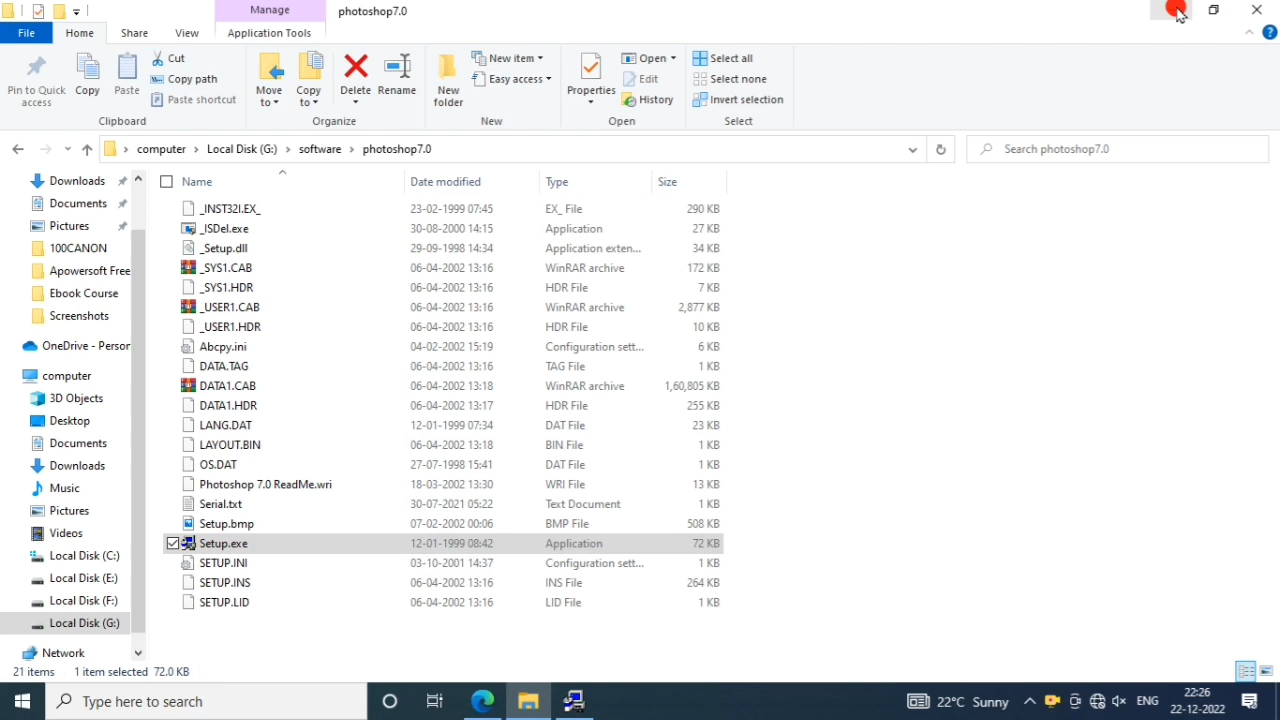 Manage
photoshop7.0
File
Home
Share
View
Application Tools
Pin to Quick access
Copy
Paste
Cut
Copy path
Paste shortcut
Clipboard
Move to
Copy to
Delete
Rename
Organize
New folder
New item
Easy access
New
Properties
Open
Edit
History
Open
Select all
Select none
Invert selection
Select
computer > Local Disk (G:) > software > photoshop7.0
Search photoshop7.0
Downloads
Documents
Pictures
100CANON
Apowersoft Free
Ebook Course
Screenshots
OneDrive - Person
computer
3D Objects
Desktop
Documents
Downloads
Music
Pictures
Videos
Local Disk (C:)
Local Disk (E:)
Local Disk (F:)
Local Disk (G:)
Network
Name Date modified Type Size
_INST32I.EX_ 23-02-1999 07:45 EX_ File 290 KB
_ISDel.exe 30-08-2000 14:15 Application 27 KB
_Setup.dll 29-09-1998 14:34 Application exten... 34 KB
_SYS1.CAB 06-04-2002 13:16 WinRAR archive 172 KB
_SYS1.HDR 06-04-2002 13:16 HDR File 7 KB
_USER1.CAB 06-04-2002 13:16 WinRAR archive 2,877 KB
_USER1.HDR 06-04-2002 13:16 HDR File 10 KB
Abcpy.ini 04-02-2002 15:19 Configuration sett... 6 KB
DATA.TAG 06-04-2002 13:16 TAG File 1 KB
DATA1.CAB 06-04-2002 13:18 WinRAR archive 1,60,805 KB
DATA1.HDR 06-04-2002 13:17 HDR File 255 KB
LANG.DAT 12-01-1999 07:34 DAT File 23 KB
LAYOUT.BIN 06-04-2002 13:18 BIN File 1 KB
OS.DAT 27-07-1998 15:41 DAT File 1 KB
Photoshop 7.0 ReadMe.wri 18-03-2002 13:30 WRI File 13 KB
Serial.txt 30-07-2021 05:22 Text Document 1 KB
Setup.bmp 07-02-2002 00:06 BMP File 508 KB
Setup.exe 12-01-1999 08:42 Application 72 KB
SETUP.INI 03-10-2001 14:37 Configuration sett... 1 KB
SETUP.INS 06-04-2002 13:16 INS File 264 KB
SETUP.LID 06-04-2002 13:16 LID File 1 KB
21 items 1 item selected 72.0 KB
Type here to search
22°C Sunny
ENG
22:26
22-12-2022